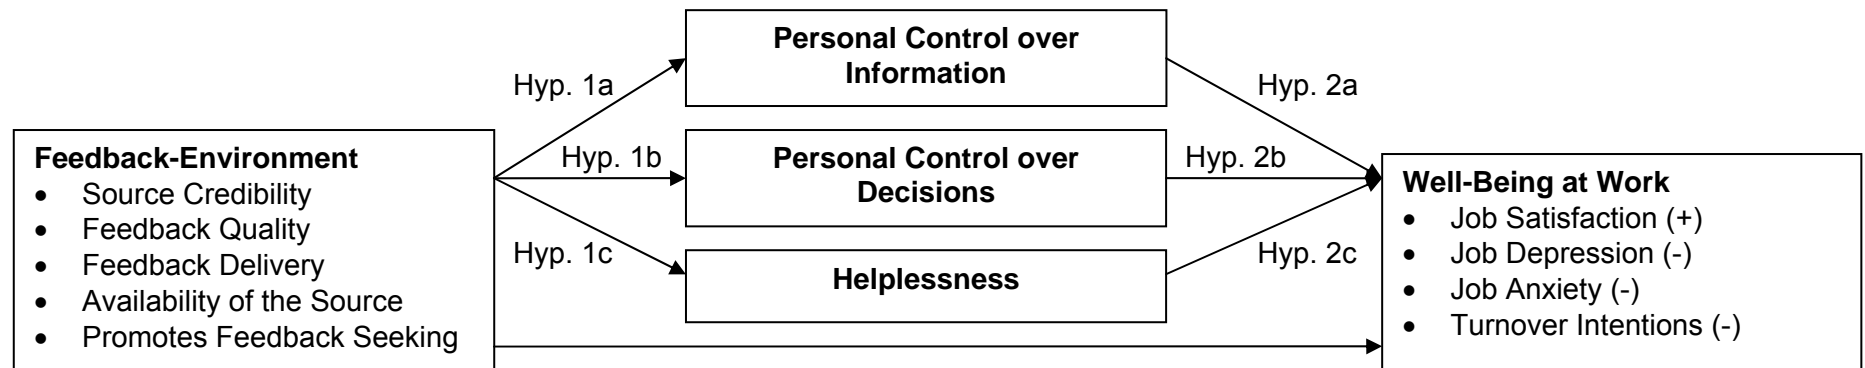 Personal Control over
Information
Hyp. 1a
Hyp. 2a
Feedback-Environment
• Source Credibility
• Feedback Quality
• Feedback Delivery
• Availability of the Source
• Promotes Feedback Seeking
Hyp. 1b
Personal Control over
Decisions
Hyp. 2b
Hyp. 1c
Helplessness
Hyp. 2c
Well-Being at Work
• Job Satisfaction (+)
• Job Depression (-)
• Job Anxiety (-)
• Turnover Intentions (-)